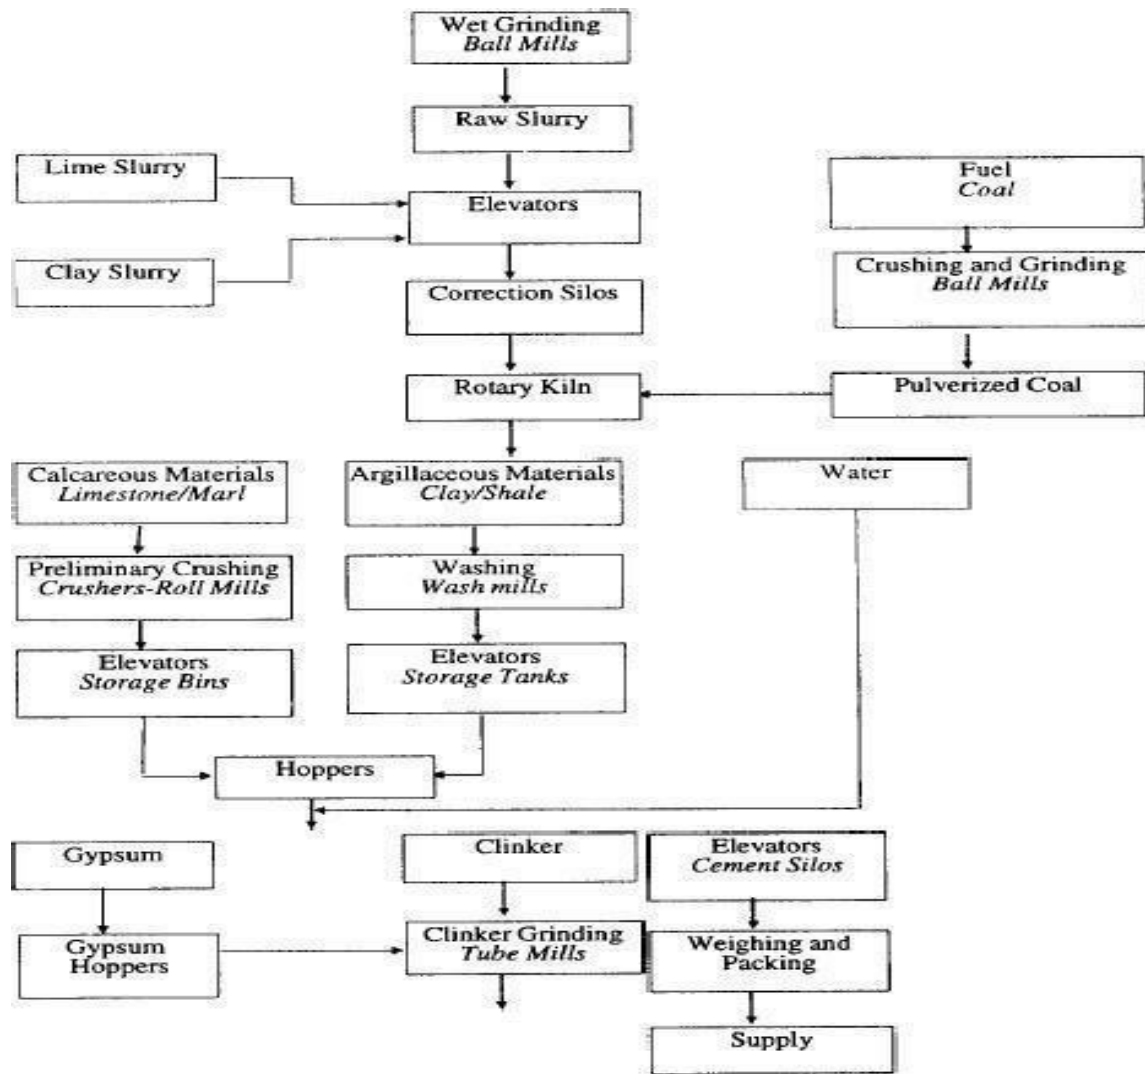 Wet Grinding
Ball Mills
Raw Slurry
Lime Slurry
Fuel
Coal
Elevators
Clay Slurry
Crushing and Grinding
Ball Mills
Correction Silos
Rotary Kiln
Pulverized Coal
Calcareous Materials
Limestone/Marl
Argillaceous Materials
Clay/Shale
Water
Preliminary Crushing
Crushers-Roll Mills
Washing
Wash mills
Elevators
Storage Bins
Elevators
Storage Tanks
Hoppers
Gypsum
Clinker
Elevators
Cement Silos
Gypsum
Hoppers
Clinker Grinding
Tube Mills
Weighing and
Packing
Supply